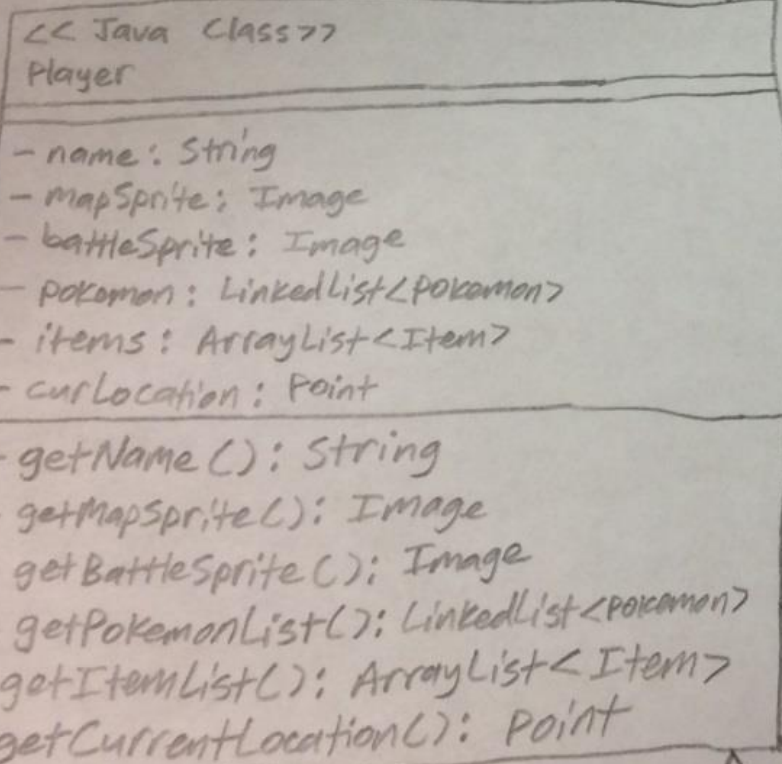 << Java Class>>
Player
- name: String
- mapSprite: Image
- battleSprite: Image
- pokemon: LinkedList<pokemon>
- items: ArrayList<Item>
- curLocation: Point
- getName(): String
getMapSprite(): Image
getBattleSprite(): Image
getPokemonList(): LinkedList<pokemon>
getItemList(): ArrayList<Item>
getCurrentLocation(): Point